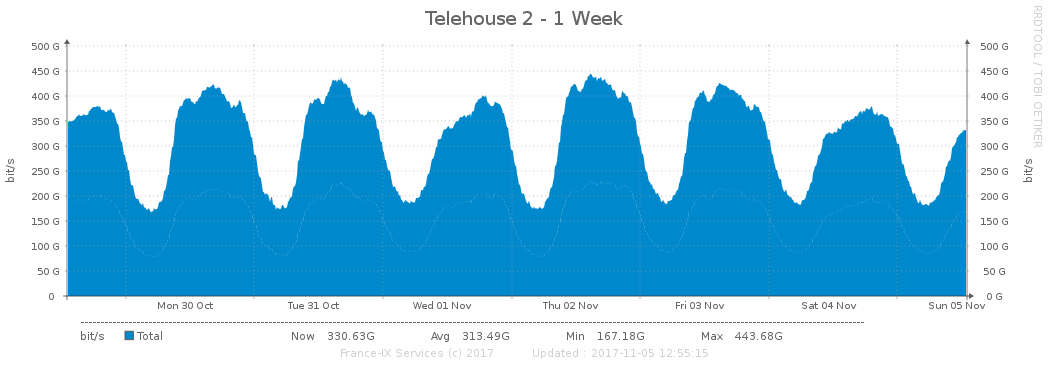 Telehouse 2 - 1 Week
RRDTOOL / TOBI OETIKER
500 G 500 G
450 G 450 G
400 G 400 G
350 G 350 G
300 G 300 G
250 G 250 G
200 G 200 G
150 G 150 G
100 G 100 G
50 G 50 G
0 0 G
bit/s
bit/s
Mon 30 Oct Tue 31 Oct Wed 01 Nov Thu 02 Nov Fri 03 Nov Sat 04 Nov Sun 05 Nov
bit/s Total Now 330.63G Avg 313.49G Min 167.18G Max 443.68G
France-IX Services (c) 2017 Updated : 2017-11-05 12:55:15